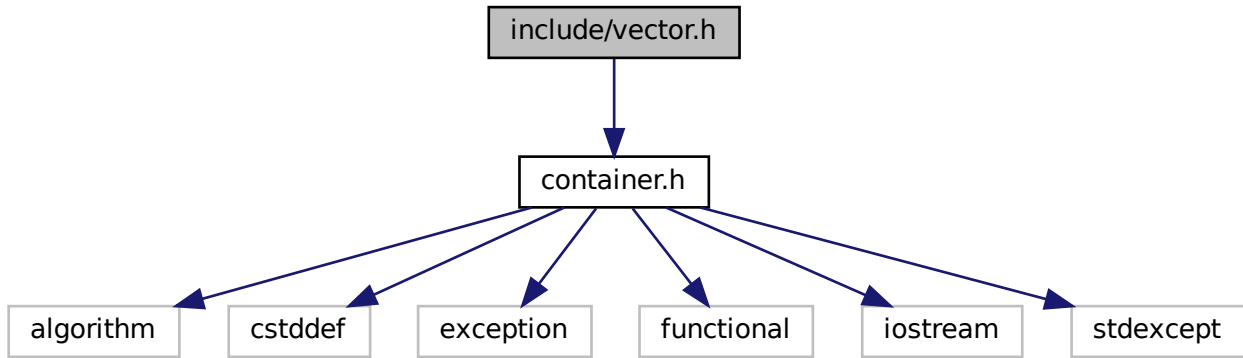 include/vector.h
container.h
algorithm
cstddef
exception
functional
iostream
stdexcept